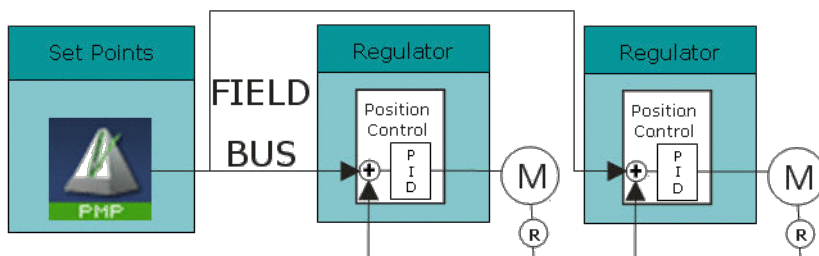 Set Points
PMP
FIELD
BUS
Regulator
Position
Control
P
I
D
M
R
Regulator
Position
Control
P
I
D
M
R